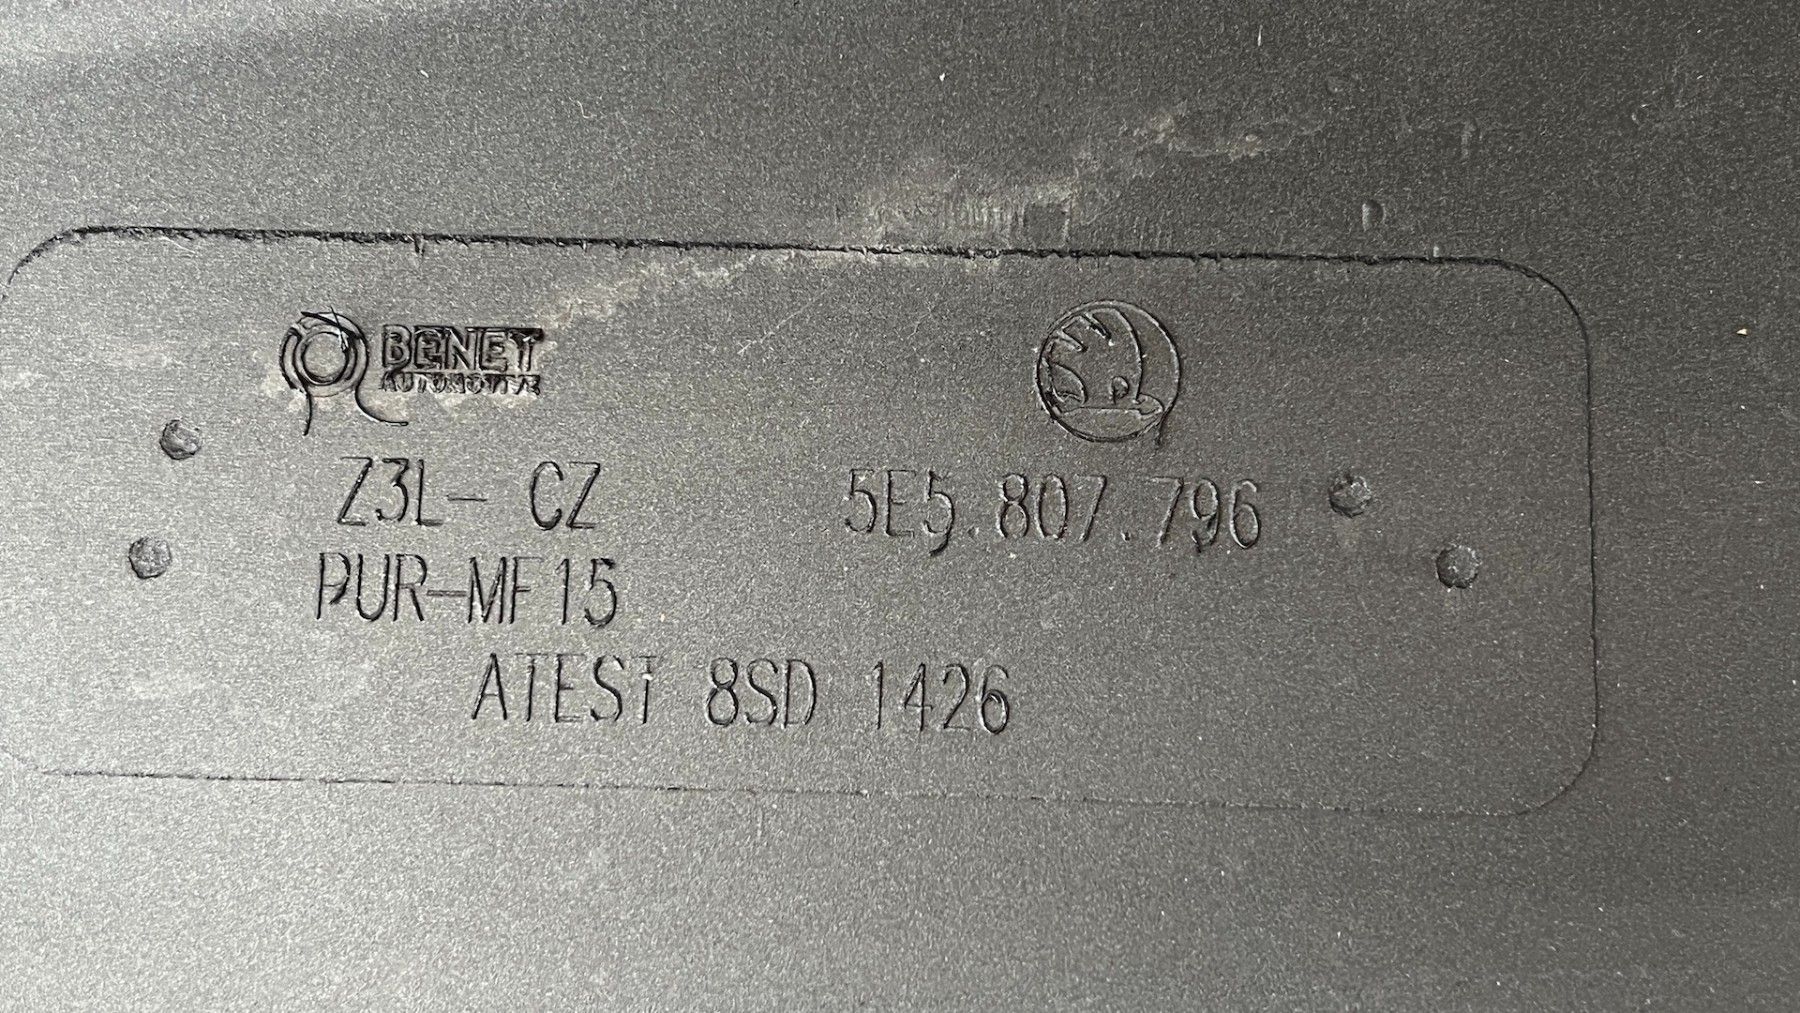 BENET
AUTOMOTIVE
Z3L- CZ
5E5.807.796
PUR-MF15
ATEST 8SD 1426